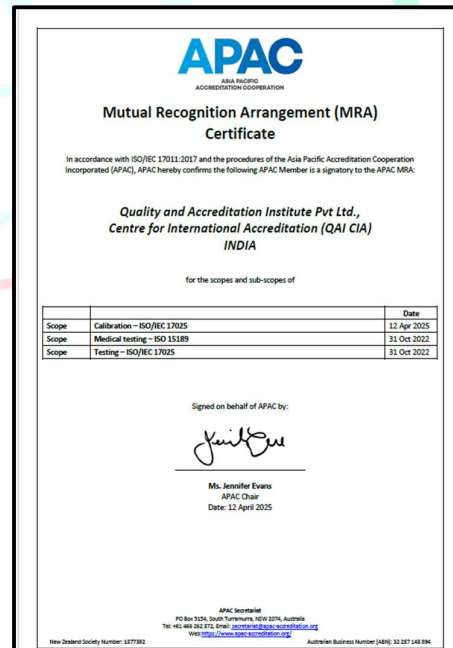 APAC
ASIA PACIFIC
ACCREDITATION COOPERATION
Mutual Recognition Arrangement (MRA)
Certificate
In accordance with ISO/IEC 17011:2017 and the procedures of the Asia Pacific Accreditation Cooperation
Incorporated (APAC), APAC hereby confirms the following APAC Member is a signatory to the APAC MRA:
Quality and Accreditation Institute Pvt Ltd.,
Centre for International Accreditation (QAI CIA)
INDIA
for the scopes and sub-scopes of
Date
Scope Calibration – ISO/IEC 17025 12 Apr 2025
Scope Medical testing – ISO 15189 31 Oct 2022
Scope Testing – ISO/IEC 17025 31 Oct 2022
Signed on behalf of APAC by:
Ms. Jennifer Evans
APAC Chair
Date: 12 April 2025
APAC Secretariat
PO Box 3134, South Turramurra, NSW 2074, Australia
Tel: +61 466 262 372, Email: secretariat@apac-accreditation.org
Web:https://www.apac-accreditation.org/
New Zealand Society Number: 1877392 Australian Business Number (ABN): 32 287 148 894